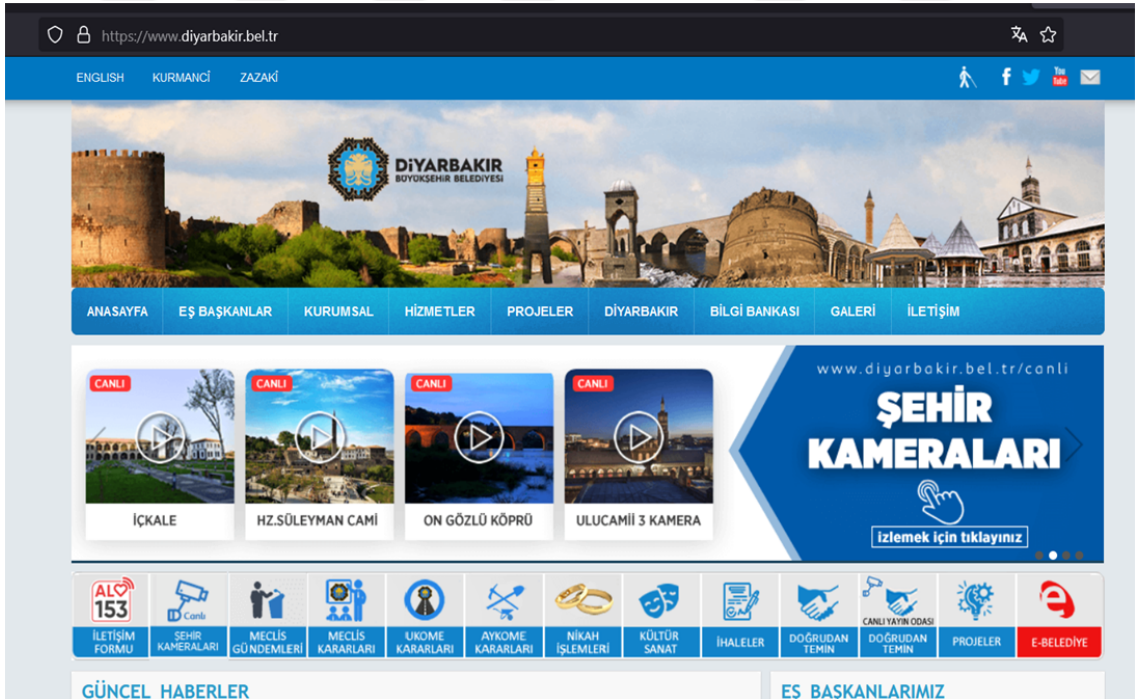 https://www.diyarbakir.bel.tr
ENGLISH KURMANCÎ ZAZAKÎ
You
Tube
DİYARBAKIR
BÜYÜKŞEHİR BELEDİYESİ
ANASAYFA EŞ BAŞKANLAR KURUMSAL HİZMETLER PROJELER DİYARBAKIR BİLGİ BANKASI GALERİ İLETİŞİM
CANLI CANLI CANLI CANLI
İÇKALE HZ.SÜLEYMAN CAMİ ON GÖZLÜ KÖPRÜ ULUCAMİİ 3 KAMERA
www.diyarbakir.bel.tr/canli
ŞEHİR
KAMERALARI
izlemek için tıklayınız
ALO
153
İLETİŞİM
FORMU
Canlı
ŞEHİR
KAMERALARI
MECLİS
GÜNDEMLERİ
MECLİS
KARARLARI
UKOME
KARARLARI
AYKOME
KARARLARI
NİKAH
İŞLEMLERİ
KÜLTÜR
SANAT
İHALELER
DOĞRUDAN
TEMİN
CANLI YAYIN ODASI
DOĞRUDAN
TEMİN
PROJELER
E-BELEDİYE
GÜNCEL HABERLER
EŞ BAŞKANLARIMIZ